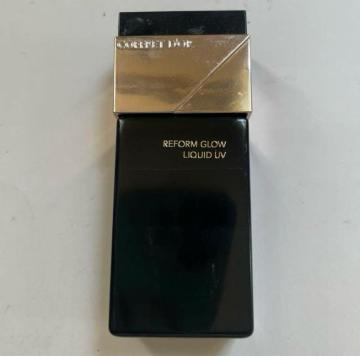 COFFRET D'OR
REFORM GLOW
LIQUID UV